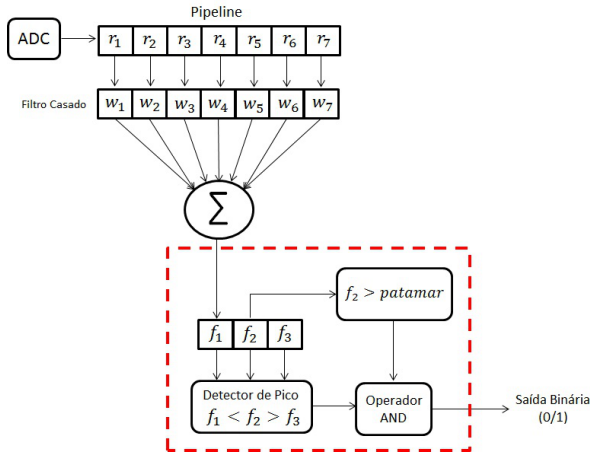 Pipeline
ADC
r₁ r₂ r₃ r₄ r₅ r₆ r₇
Filtro Casado
w₁ w₂ w₃ w₄ w₅ w₆ w₇
Σ
f₂ > patamar
f₁ f₂ f₃
Detector de Pico
f₁ < f₂ > f₃
Operador
AND
Saída Binária
(0/1)